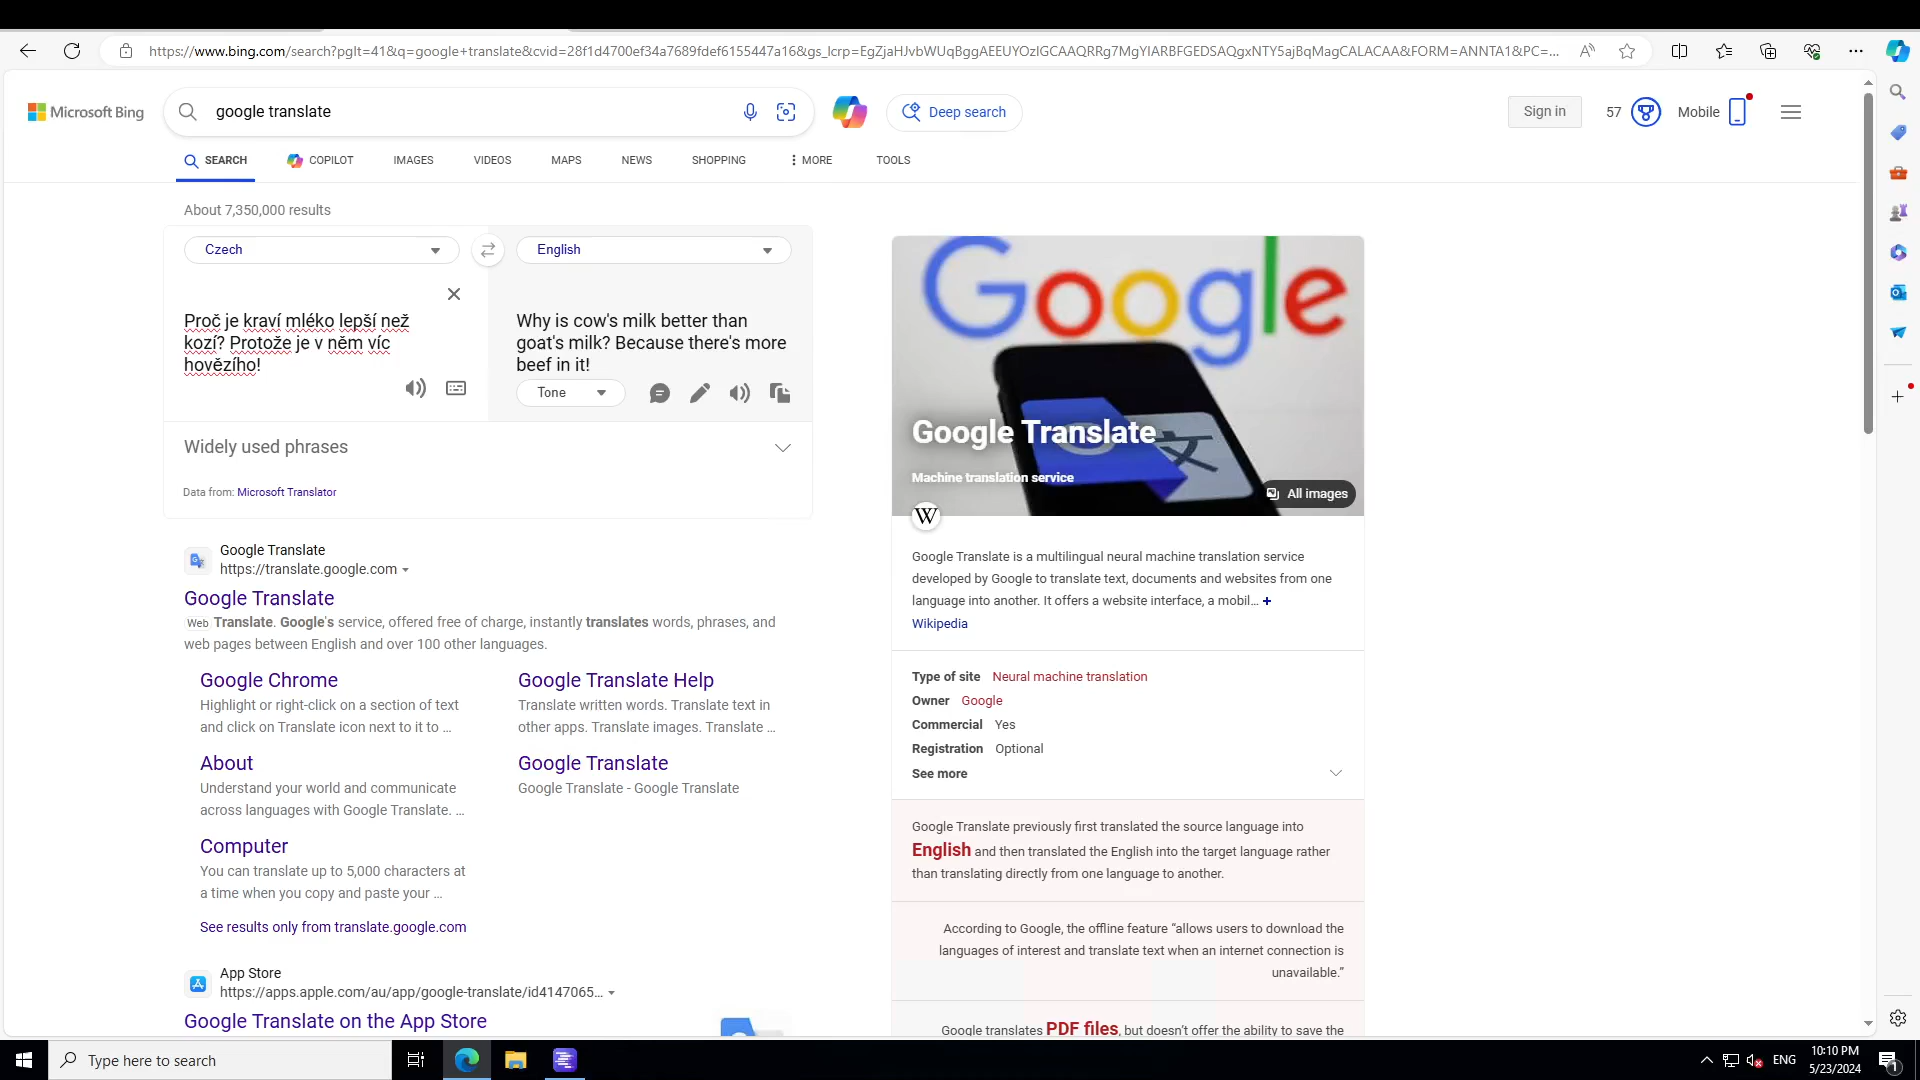 https://www.bing.com/search?pglt=41&q=google+translate&cvid=28f1d4700ef34a7689fdef6155447a16&gs_lcrp=EgZjaHJvbWUqBggAEEUYOzIGCAAQRRg7MgYIARBFGEDSAQgxNTY5ajBqMagCALACAA&FORM=ANNTA1&PC=...
Microsoft Bing
google translate
Deep search
Sign in
57
Mobile
SEARCH
COPILOT
IMAGES
VIDEOS
MAPS
NEWS
SHOPPING
MORE
TOOLS
About 7,350,000 results
Czech
English
Proč je kraví mléko lepší než
kozí? Protože je v něm víc
hovězího!
Why is cow's milk better than
goat's milk? Because there's more
beef in it!
Tone
Widely used phrases
Data from: Microsoft Translator
Google Translate
https://translate.google.com
Google Translate
Web Translate. Google's service, offered free of charge, instantly translates words, phrases, and
web pages between English and over 100 other languages.
Google Chrome
Highlight or right-click on a section of text
and click on Translate icon next to it to ...
Google Translate Help
Translate written words. Translate text in
other apps. Translate images. Translate ...
About
Understand your world and communicate
across languages with Google Translate. ...
Google Translate
Google Translate - Google Translate
Computer
You can translate up to 5,000 characters at
a time when you copy and paste your ...
See results only from translate.google.com
App Store
https://apps.apple.com/au/app/google-translate/id4147065...
Google Translate on the App Store
Google
Google Translate
Machine translation service
All images
W
Google Translate is a multilingual neural machine translation service
developed by Google to translate text, documents and websites from one
language into another. It offers a website interface, a mobil... +
Wikipedia
Type of site Neural machine translation
Owner Google
Commercial Yes
Registration Optional
See more
Google Translate previously first translated the source language into
English and then translated the English into the target language rather
than translating directly from one language to another.
According to Google, the offline feature “allows users to download the
languages of interest and translate text when an internet connection is
unavailable.”
Google translates PDF files, but doesn’t offer the ability to save the
Type here to search
ENG
10:10 PM
5/23/2024
1